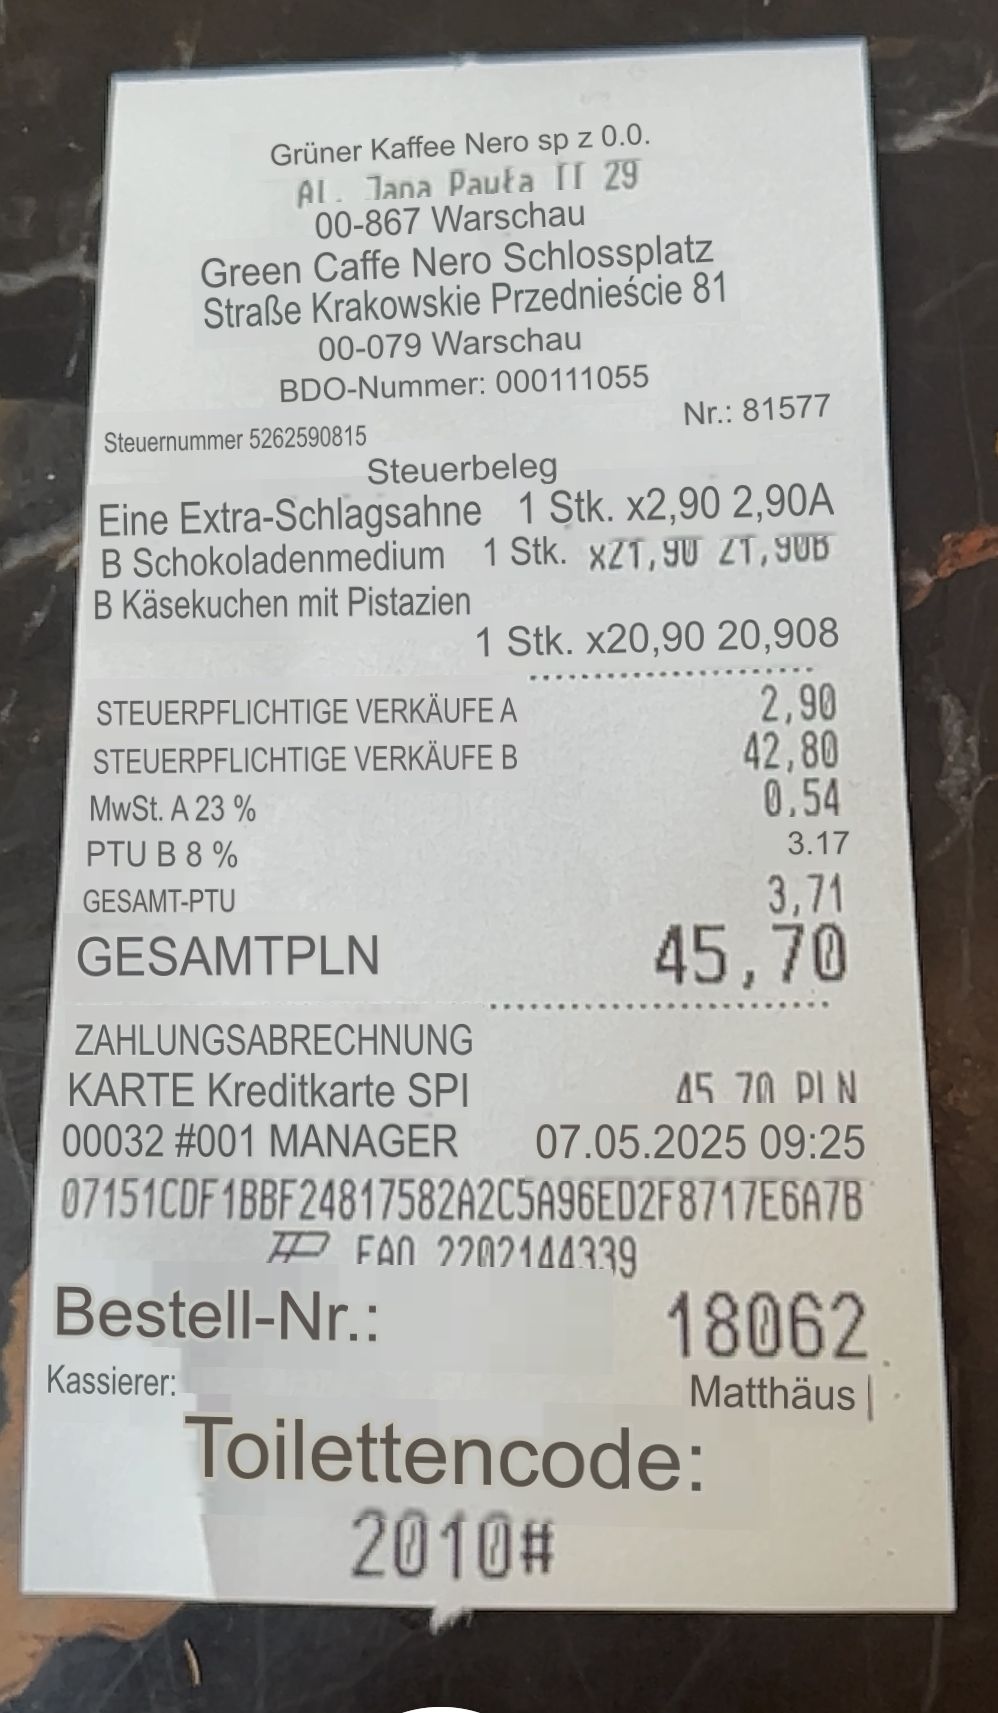 Grüner Kaffee Nero sp z 0.0.
Al. Jana Pauła II 29
00-867 Warschau
Green Caffe Nero Schlossplatz
Straße Krakowskie Przednieście 81
00-079 Warschau
BDO-Nummer: 000111055
Nr.: 81577
Steuernummer 5262590815
Steuerbeleg
Eine Extra-Schlagsahne 1 Stk. x2,90 2,90A
B Schokoladenmedium 1 Stk. x21,90 21,90B
B Käsekuchen mit Pistazien
1 Stk. x20,90 20,908
STEUERPFLICHTIGE VERKÄUFE A 2,90
STEUERPFLICHTIGE VERKÄUFE B 42,80
MwSt. A 23 % 0,54
PTU B 8 % 3.17
GESAMT-PTU 3,71
GESAMTPLN 45,70
ZAHLUNGSABRECHNUNG
KARTE Kreditkarte SPI 45,70 PLN
00032 #001 MANAGER 07.05.2025 09:25
07151CDF1BBF24817582A2C5A96ED2F8717E6A7B
EAO 2202144339
Bestell-Nr.: 18062
Kassierer: Matthäus |
Toilettencode:
2010#